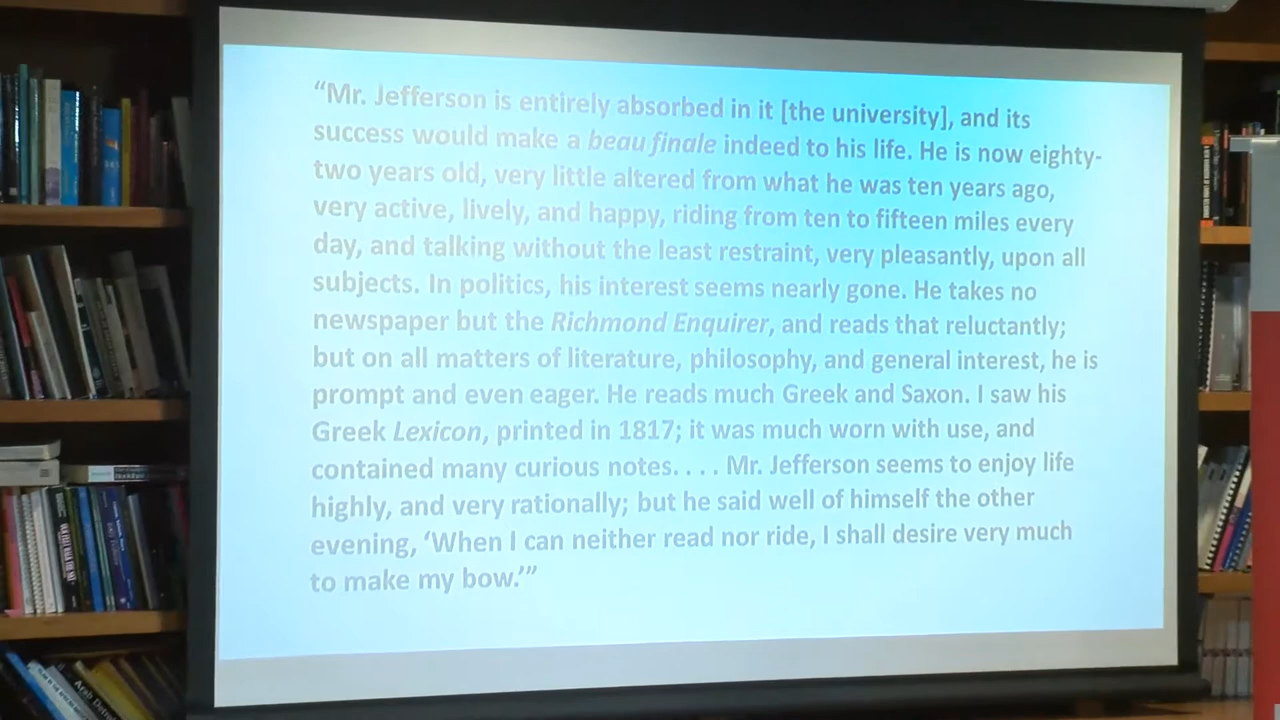 “Mr. Jefferson is entirely absorbed in it [the university], and its
success would make a beau finale indeed to his life. He is now eighty-
two years old, very little altered from what he was ten years ago,
very active, lively, and happy, riding from ten to fifteen miles every
day, and talking without the least restraint, very pleasantly, upon all
subjects. In politics, his interest seems nearly gone. He takes no
newspaper but the Richmond Enquirer, and reads that reluctantly;
but on all matters of literature, philosophy, and general interest, he is
prompt and even eager. He reads much Greek and Saxon. I saw his
Greek Lexicon, printed in 1817; it was much worn with use, and
contained many curious notes. . . . Mr. Jefferson seems to enjoy life
highly, and very rationally; but he said well of himself the other
evening, ‘When I can neither read nor ride, I shall desire very much
to make my bow.’”